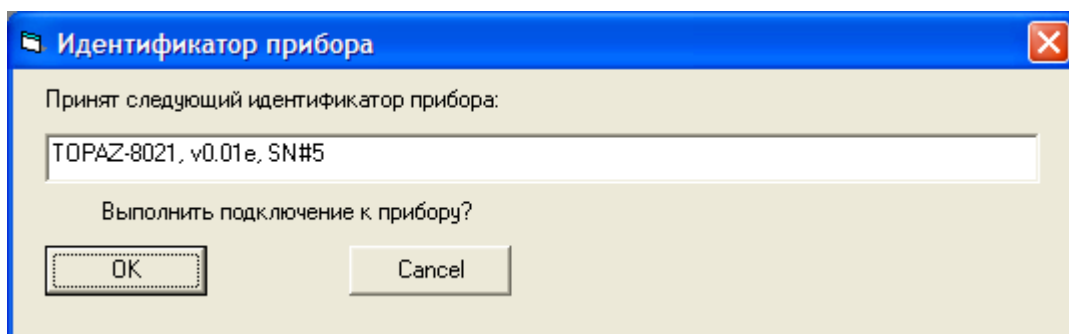 Идентификатор прибора
Принят следующий идентификатор прибора:
TOPAZ-8021, v0.01e, SN#5
Выполнить подключение к прибору?
OK Cancel